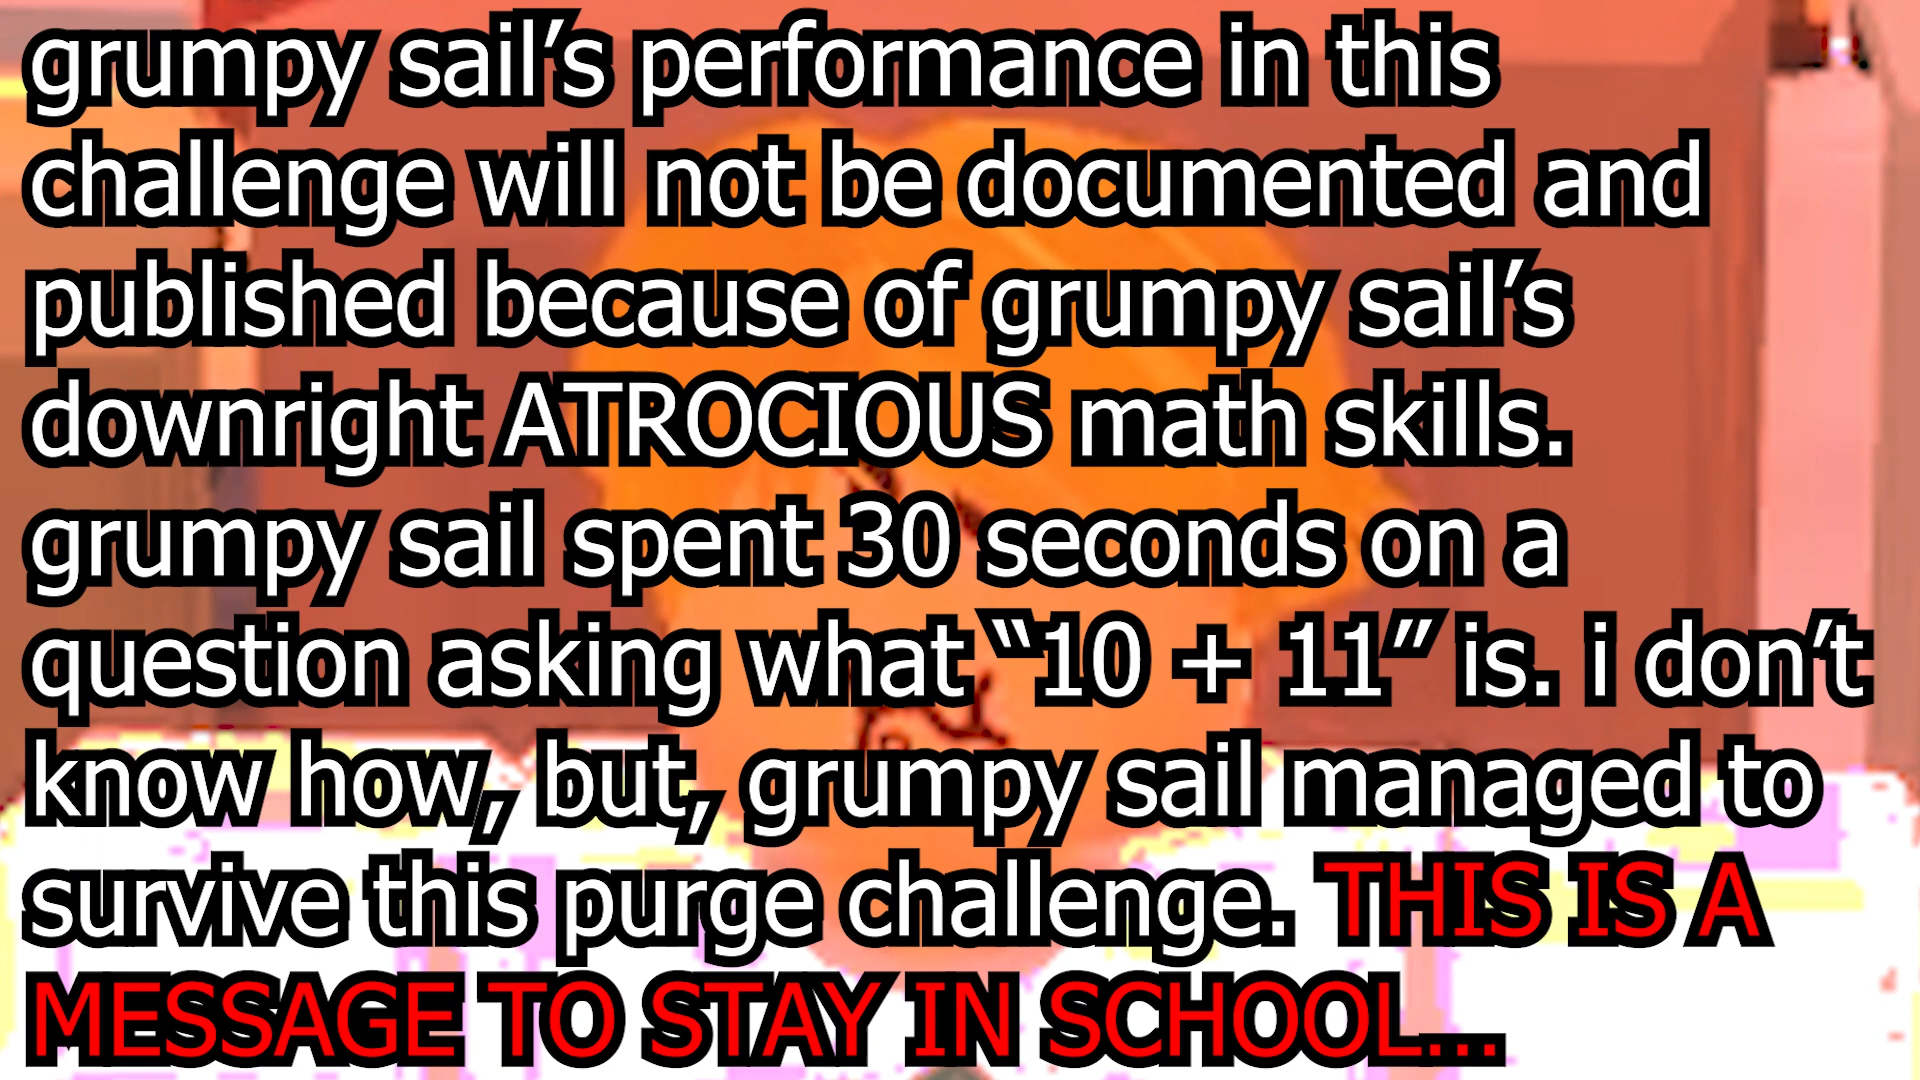 grumpy sail’s performance in this
challenge will not be documented and
published because of grumpy sail’s
downright ATROCIOUS math skills.
grumpy sail spent 30 seconds on a
question asking what “10 + 11” is. i don’t
know how, but, grumpy sail managed to
survive this purge challenge. THIS IS A
MESSAGE TO STAY IN SCHOOL...